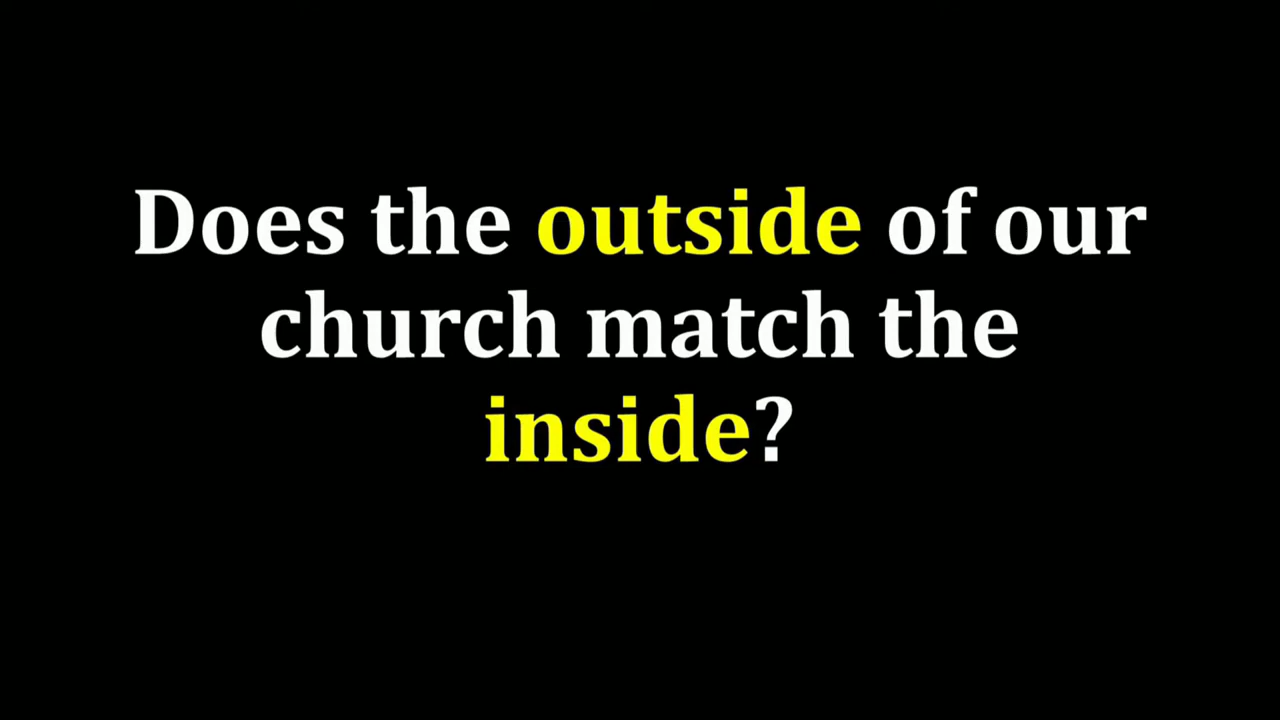 Does the outside of our
church match the
inside?